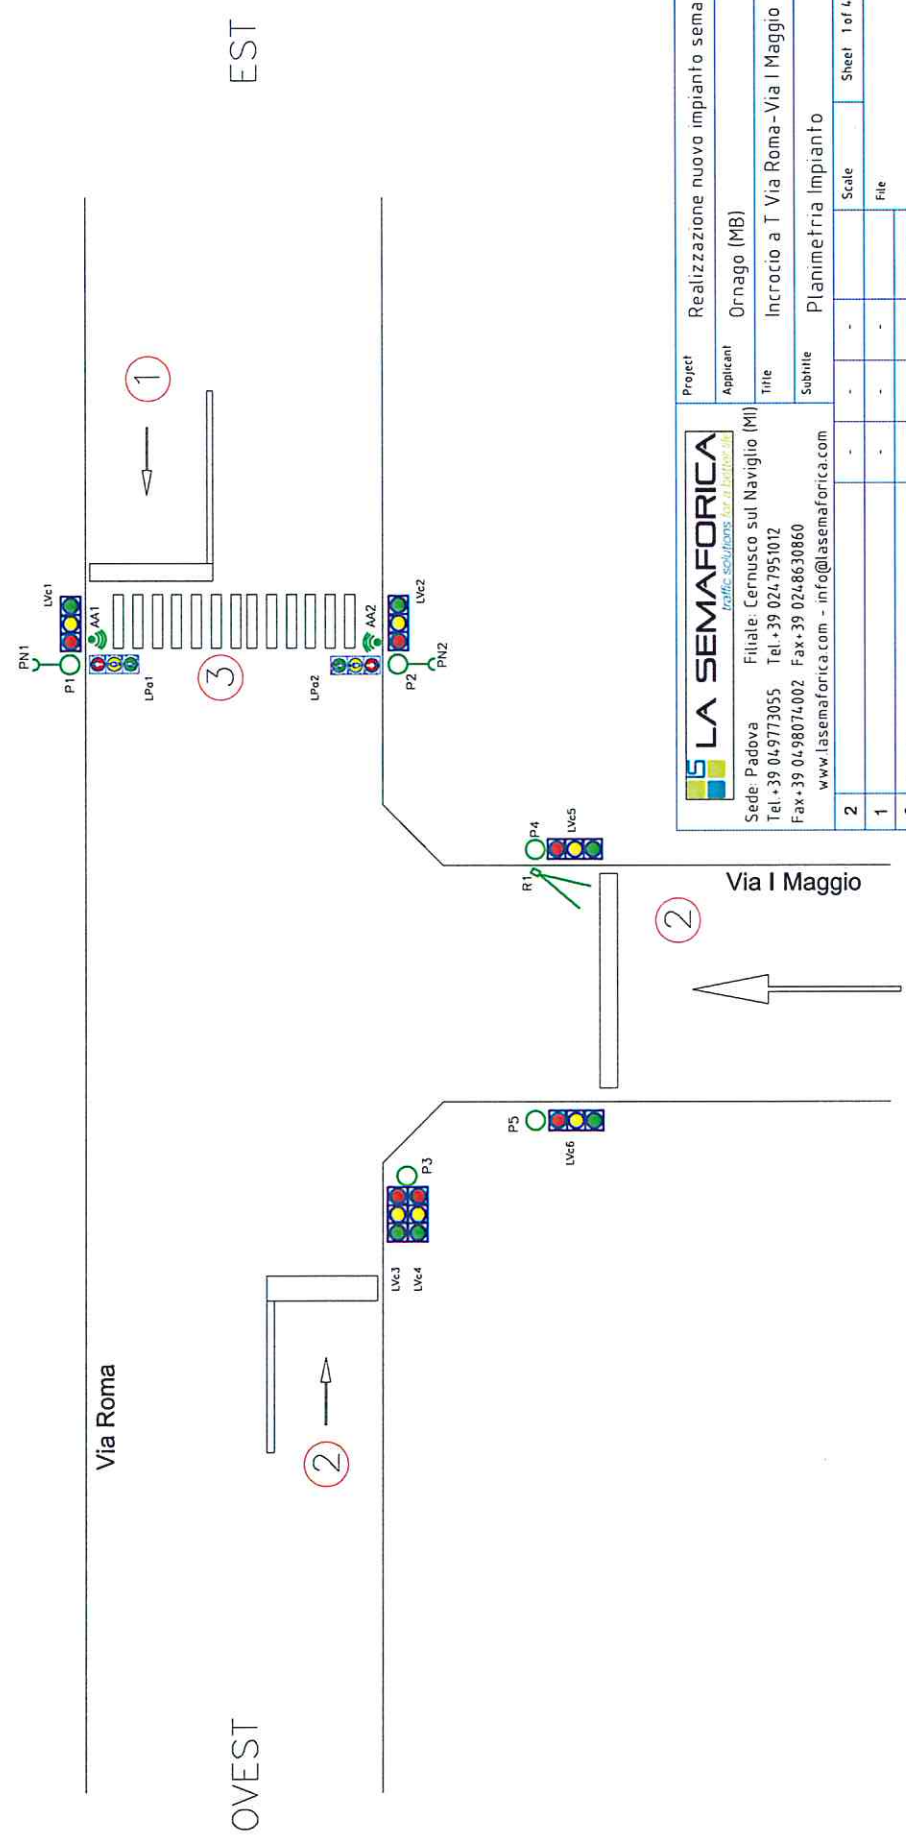 EST
OVEST
Via Roma
Via I Maggio
1
2
2
3
PN1
P1
LVc1
AA1
LPa1
LPa2
AA2
LVc2
P2
PN2
P3
LVc3
LVc4
R1
P4
LVc5
P5
LVc6
LA SEMAFORICA
traffic solutions for a better life
Sede: Padova Filiale: Cernusco sul Naviglio (MI)
Tel.+39 049773055 Tel.+39 0247951012
Fax+39 0498074002 Fax+39 0248630860
www.lasemaforica.com - info@lasemaforica.com
Project Realizzazione nuovo impianto sema
Applicant Ornago (MB)
Title Incrocio a T Via Roma-Via I Maggio
Subtitle Planimetria Impianto
2 - - - Scale Sheet 1 of 4
1 - - - File